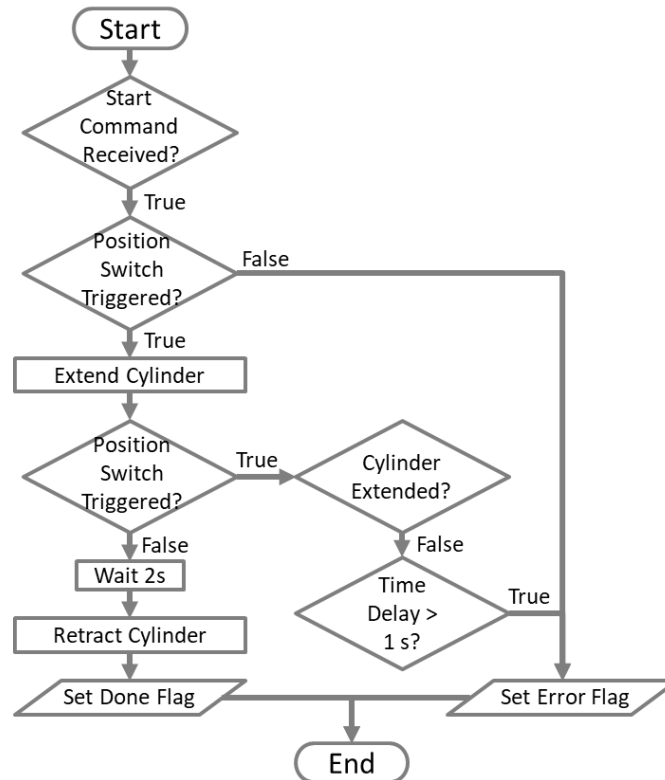 Start
Start
Command
Received?
True
Position
Switch
Triggered?
False
True
Extend Cylinder
Position
Switch
Triggered?
True
Cylinder
Extended?
False
False
Wait 2s
Time
Delay >
1 s?
True
Retract Cylinder
Set Done Flag
Set Error Flag
End